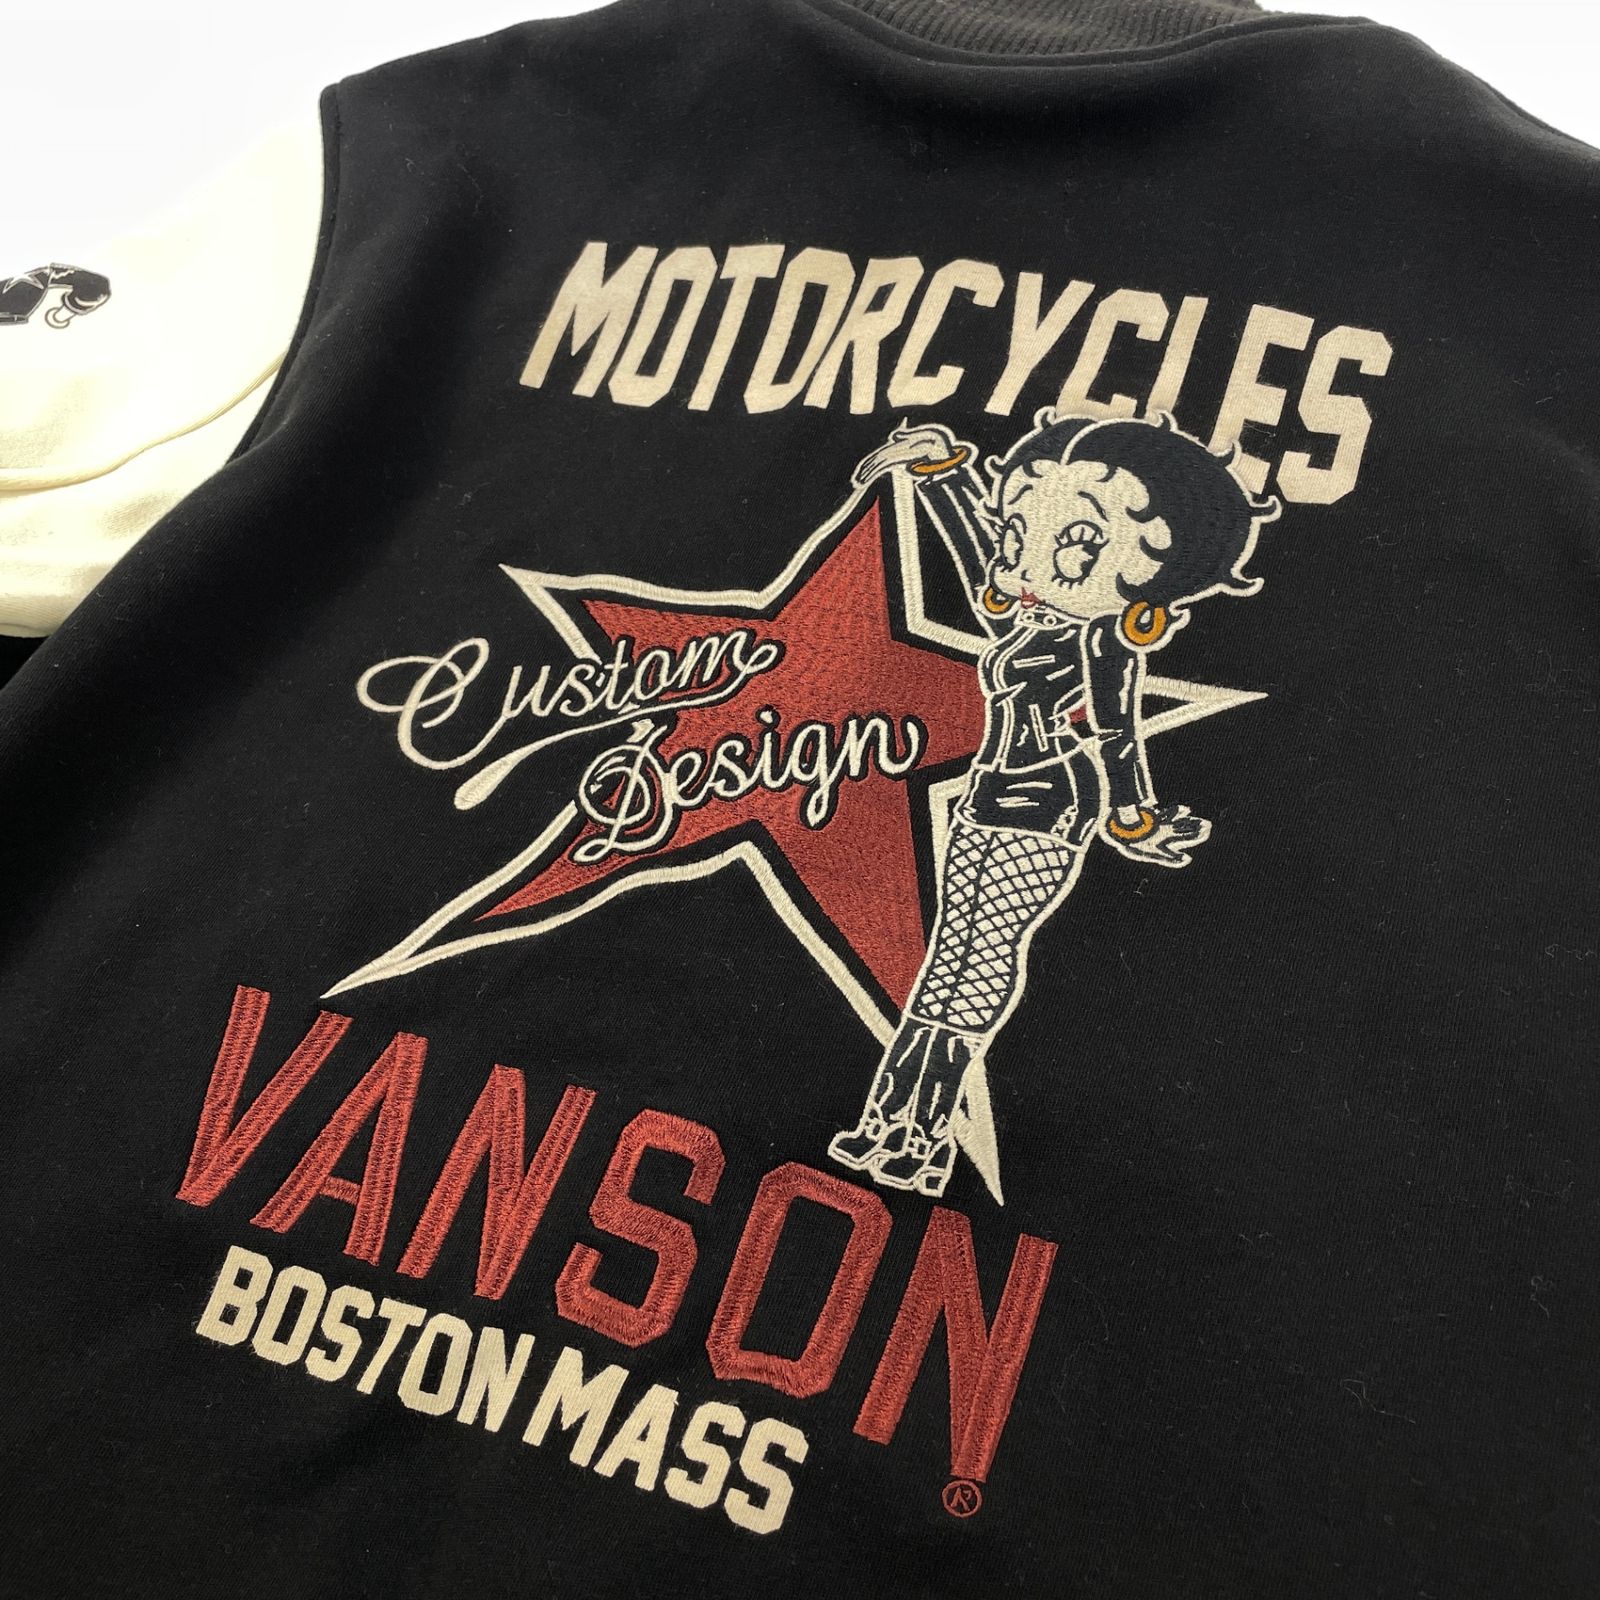 MOTORCYCLES
Custom
Design
VANSON®
BOSTON MASS